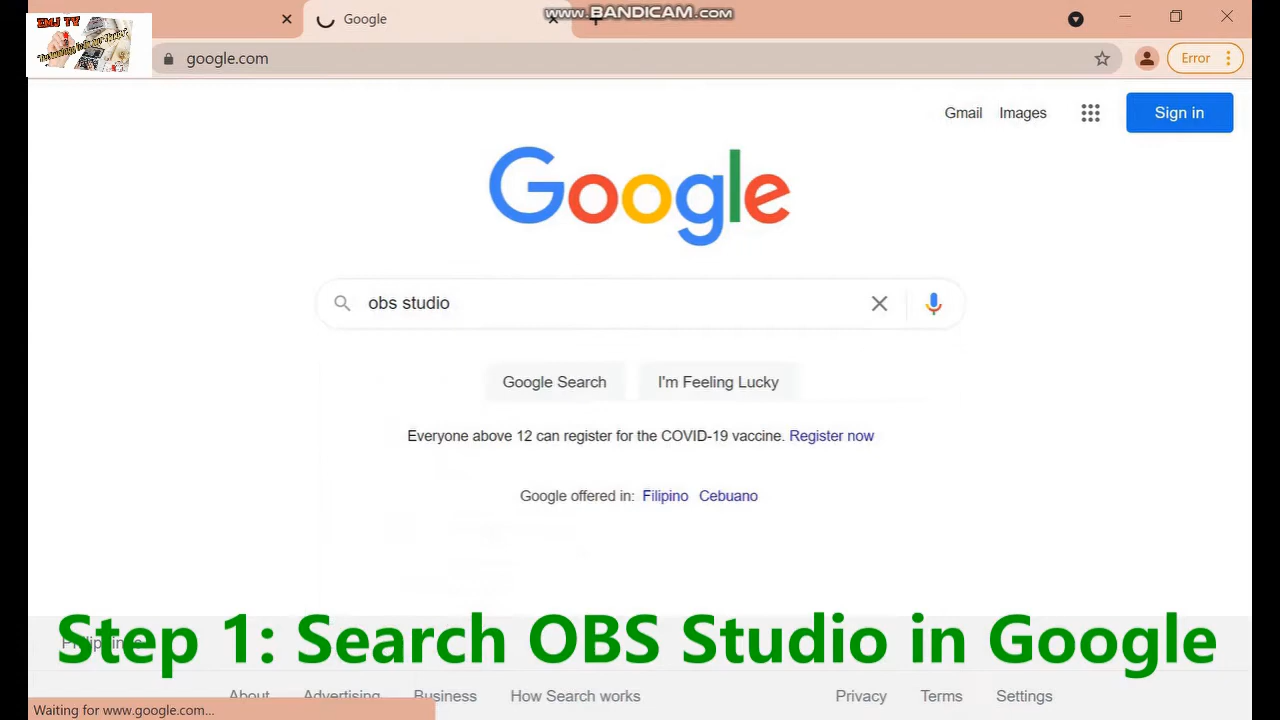 www.BANDICAM.com
EMJ TV
Google
google.com
Error
Gmail Images Sign in
Google
obs studio
Google Search I'm Feeling Lucky
Everyone above 12 can register for the COVID-19 vaccine. Register now
Google offered in: Filipino Cebuano
Philippines
Step 1: Search OBS Studio in Google
About Advertising Business How Search works Privacy Terms Settings
Waiting for www.google.com...